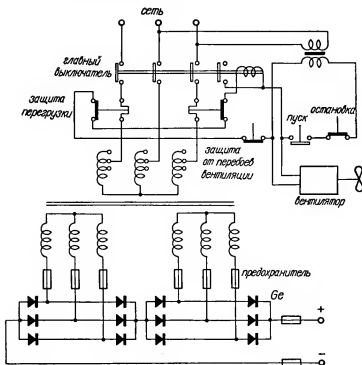 сеть
главный
выключатель
защита
перегрузки
остановка
пуск
защита
от перебоев
вентиляции
вентилятор
предохранитель
Ge
+
−